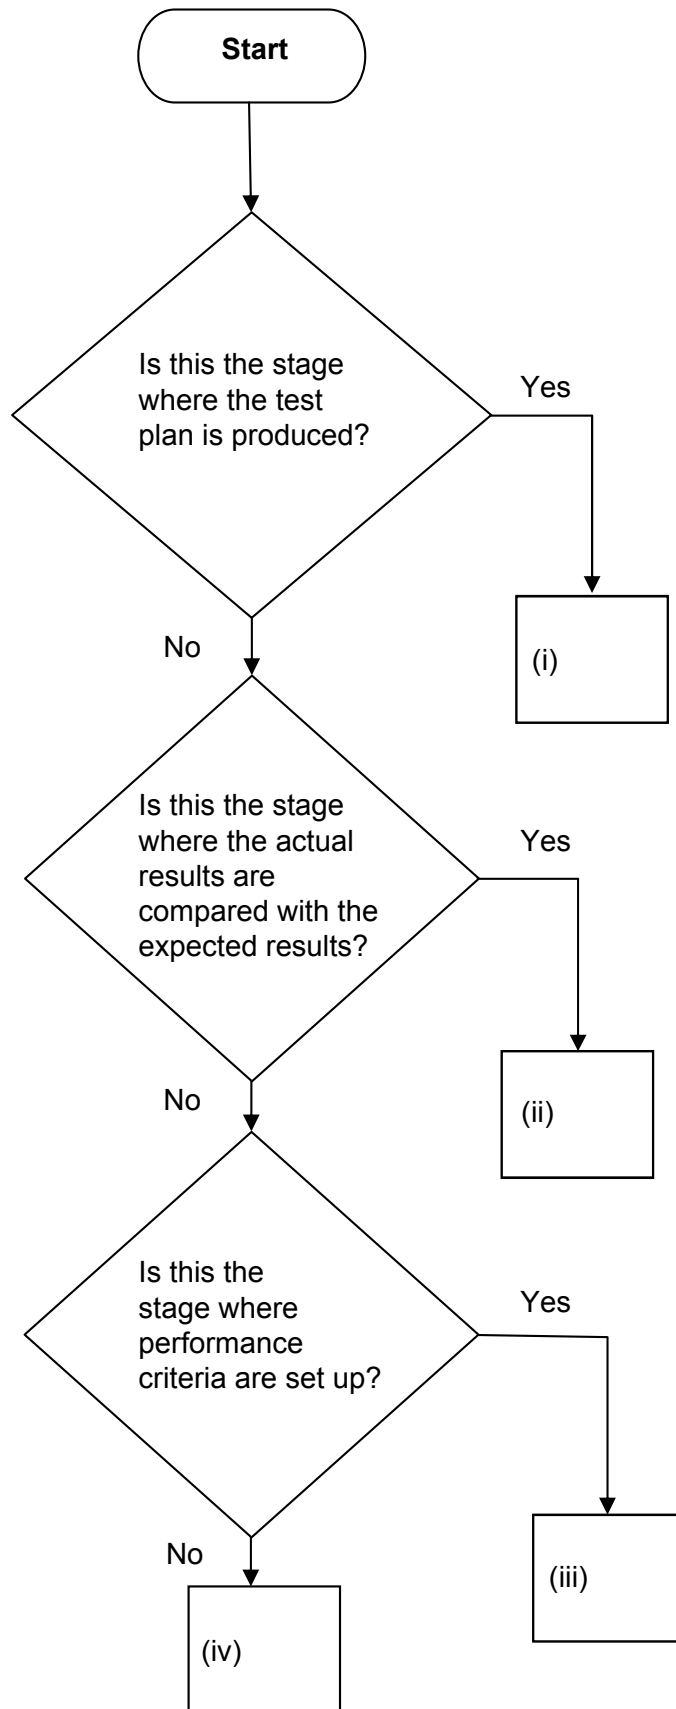 Start
Is this the stage
where the test
plan is produced?
Yes
No
(i)
Is this the stage
where the actual
results are
compared with the
expected results?
Yes
No
(ii)
Is this the
stage where
performance
criteria are set up?
Yes
No
(iii)
(iv)